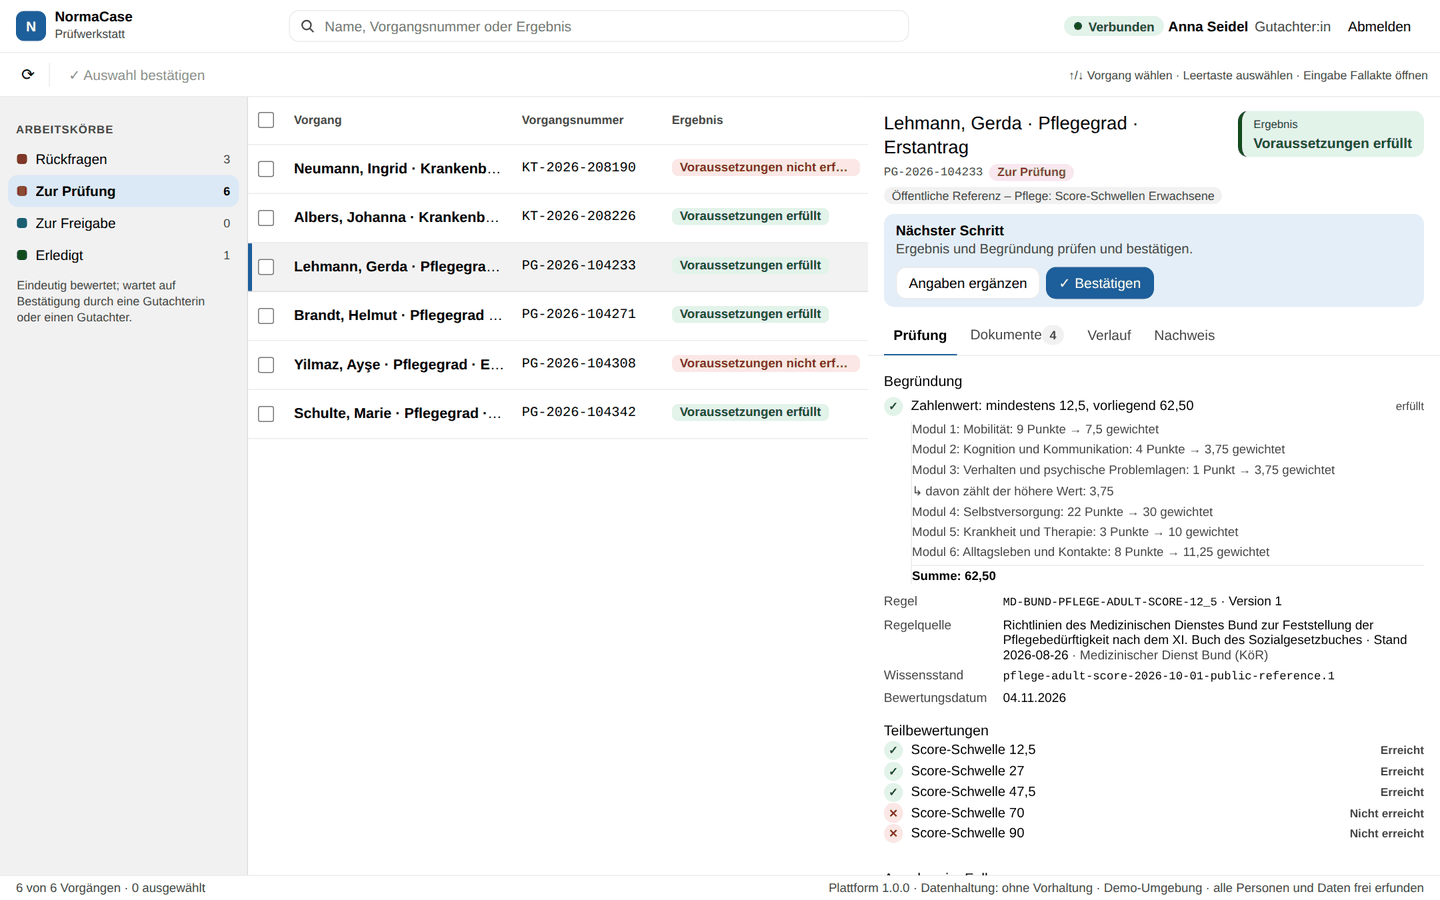 N
NormaCase
Prüfwerkstatt
Name, Vorgangsnummer oder Ergebnis
Verbunden
Anna Seidel Gutachter:in
Abmelden
⟳
✓ Auswahl bestätigen
↑/↓ Vorgang wählen · Leertaste auswählen · Eingabe Fallakte öffnen
ARBEITSKÖRBE
Rückfragen 3
Zur Prüfung 6
Zur Freigabe 0
Erledigt 1
Eindeutig bewertet; wartet auf
Bestätigung durch eine Gutachterin
oder einen Gutachter.
Vorgang Vorgangsnummer Ergebnis
Neumann, Ingrid · Krankenb… KT-2026-208190 Voraussetzungen nicht erf…
Albers, Johanna · Krankenb… KT-2026-208226 Voraussetzungen erfüllt
Lehmann, Gerda · Pflegegra… PG-2026-104233 Voraussetzungen erfüllt
Brandt, Helmut · Pflegegrad … PG-2026-104271 Voraussetzungen erfüllt
Yilmaz, Ayşe · Pflegegrad · E… PG-2026-104308 Voraussetzungen nicht erf…
Schulte, Marie · Pflegegrad ·… PG-2026-104342 Voraussetzungen erfüllt
Lehmann, Gerda · Pflegegrad ·
Erstantrag
Ergebnis
Voraussetzungen erfüllt
PG-2026-104233 Zur Prüfung
Öffentliche Referenz – Pflege: Score-Schwellen Erwachsene
Nächster Schritt
Ergebnis und Begründung prüfen und bestätigen.
Angaben ergänzen ✓ Bestätigen
Prüfung Dokumente 4 Verlauf Nachweis
Begründung
✓ Zahlenwert: mindestens 12,5, vorliegend 62,50 erfüllt
Modul 1: Mobilität: 9 Punkte → 7,5 gewichtet
Modul 2: Kognition und Kommunikation: 4 Punkte → 3,75 gewichtet
Modul 3: Verhalten und psychische Problemlagen: 1 Punkt → 3,75 gewichtet
↳ davon zählt der höhere Wert: 3,75
Modul 4: Selbstversorgung: 22 Punkte → 30 gewichtet
Modul 5: Krankheit und Therapie: 3 Punkte → 10 gewichtet
Modul 6: Alltagsleben und Kontakte: 8 Punkte → 11,25 gewichtet
Summe: 62,50
Regel MD-BUND-PFLEGE-ADULT-SCORE-12_5 · Version 1
Regelquelle Richtlinien des Medizinischen Dienstes Bund zur Feststellung der
Pflegebedürftigkeit nach dem XI. Buch des Sozialgesetzbuches · Stand
2026-08-26 · Medizinischer Dienst Bund (KöR)
Wissensstand pflege-adult-score-2026-10-01-public-reference.1
Bewertungsdatum 04.11.2026
Teilbewertungen
✓ Score-Schwelle 12,5 Erreicht
✓ Score-Schwelle 27 Erreicht
✓ Score-Schwelle 47,5 Erreicht
✕ Score-Schwelle 70 Nicht erreicht
✕ Score-Schwelle 90 Nicht erreicht
6 von 6 Vorgängen · 0 ausgewählt
Plattform 1.0.0 · Datenhaltung: ohne Vorhaltung · Demo-Umgebung · alle Personen und Daten frei erfunden